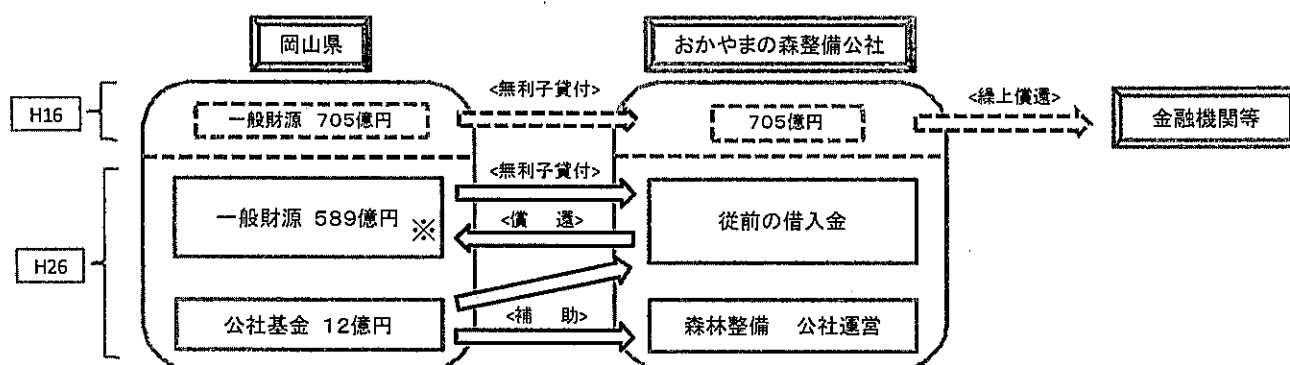 岡山県
おかやまの森整備公社
H16
一般財源 705億円
<無利子貸付>
705億円
<繰上償還>
金融機関等
H26
<無利子貸付>
一般財源 589億円 ※
<償 還>
従前の借入金
公社基金 12億円
<補 助>
森林整備 公社運営